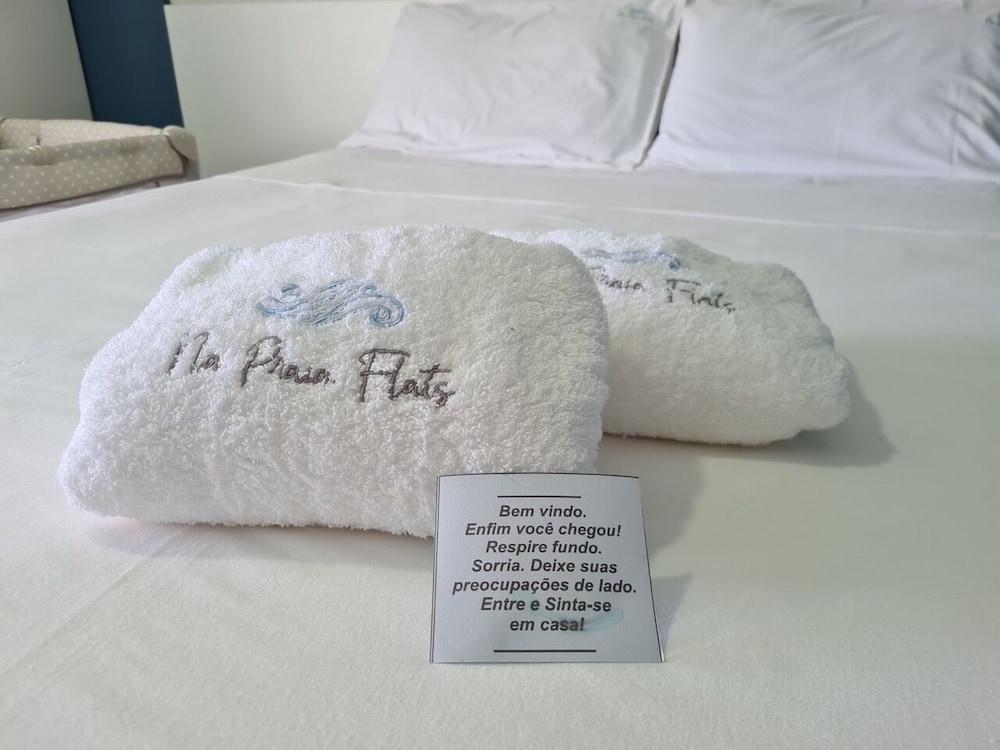 Na Praia Flats
Praia Flats
Bem vindo.
Enfim você chegou!
Respire fundo.
Sorria. Deixe suas
preocupações de lado.
Entre e Sinta-se
em casa!